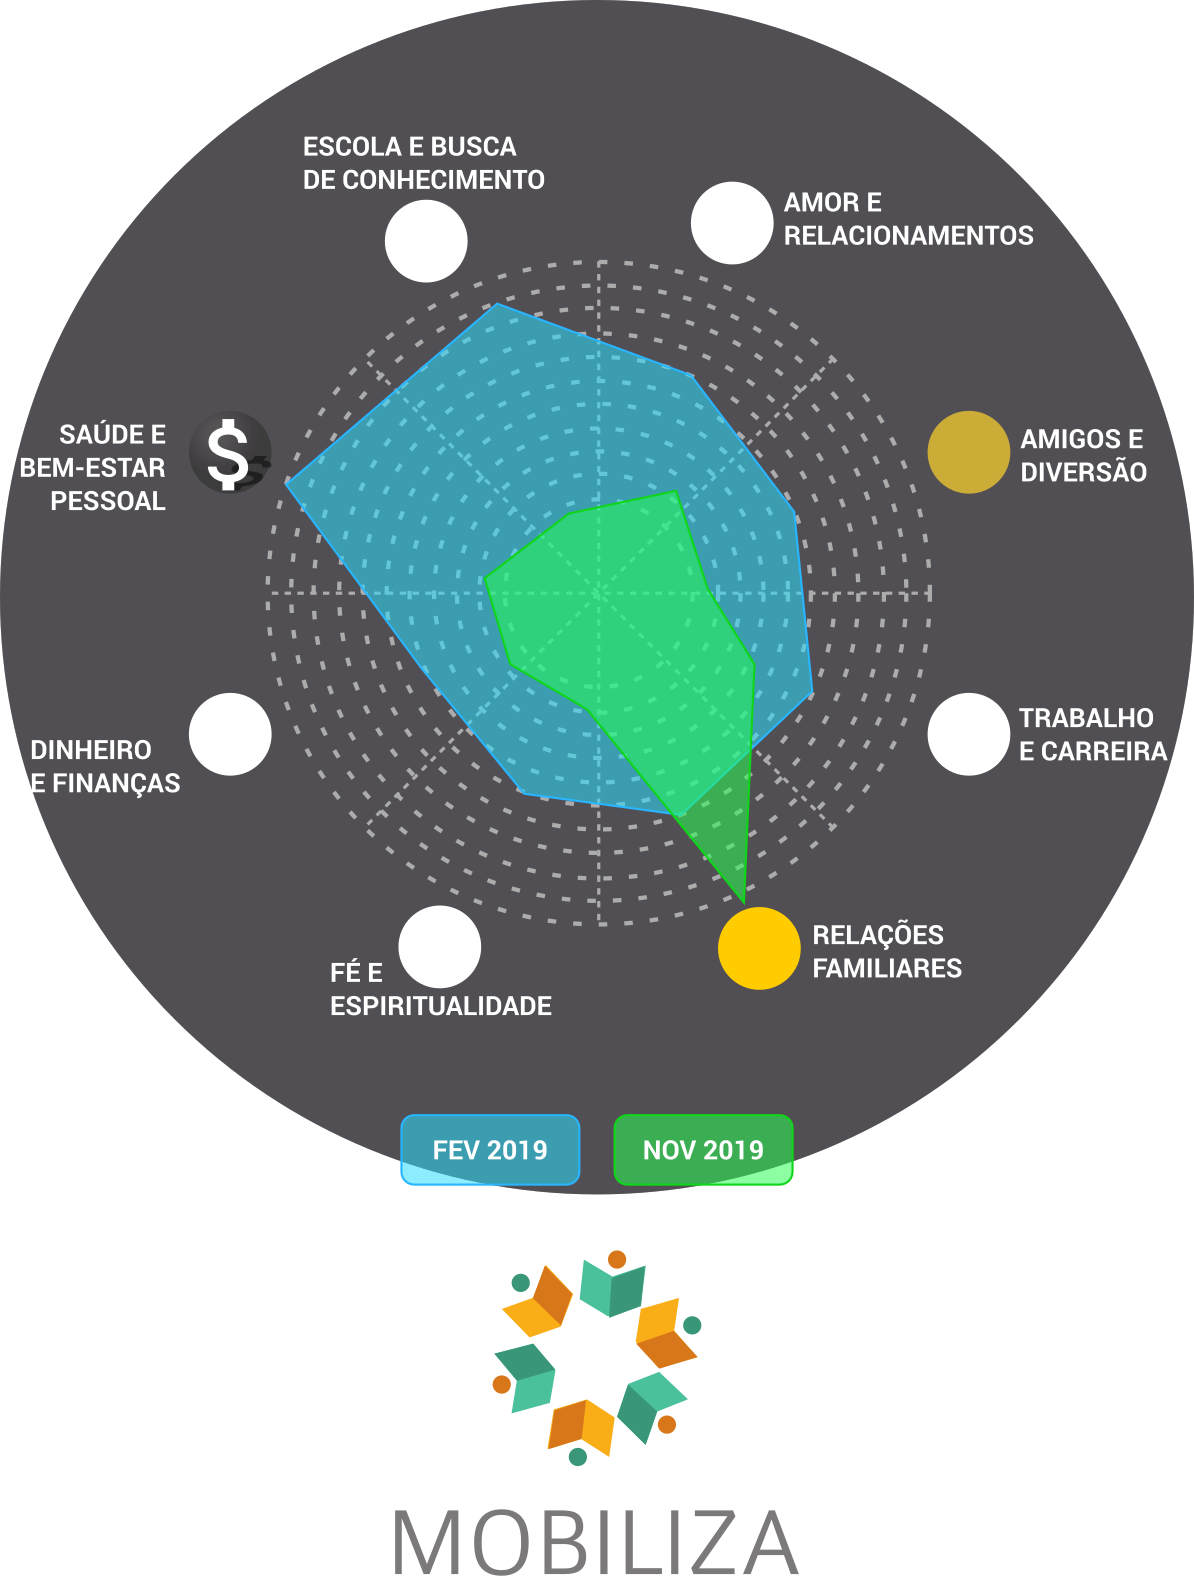 ESCOLA E BUSCA
DE CONHECIMENTO
AMOR E
RELACIONAMENTOS
SAÚDE E
BEM-ESTAR
PESSOAL
$
AMIGOS E
DIVERSÃO
DINHEIRO
E FINANÇAS
TRABALHO
E CARREIRA
FÉ E
ESPIRITUALIDADE
RELAÇÕES
FAMILIARES
FEV 2019
NOV 2019
MOBILIZA